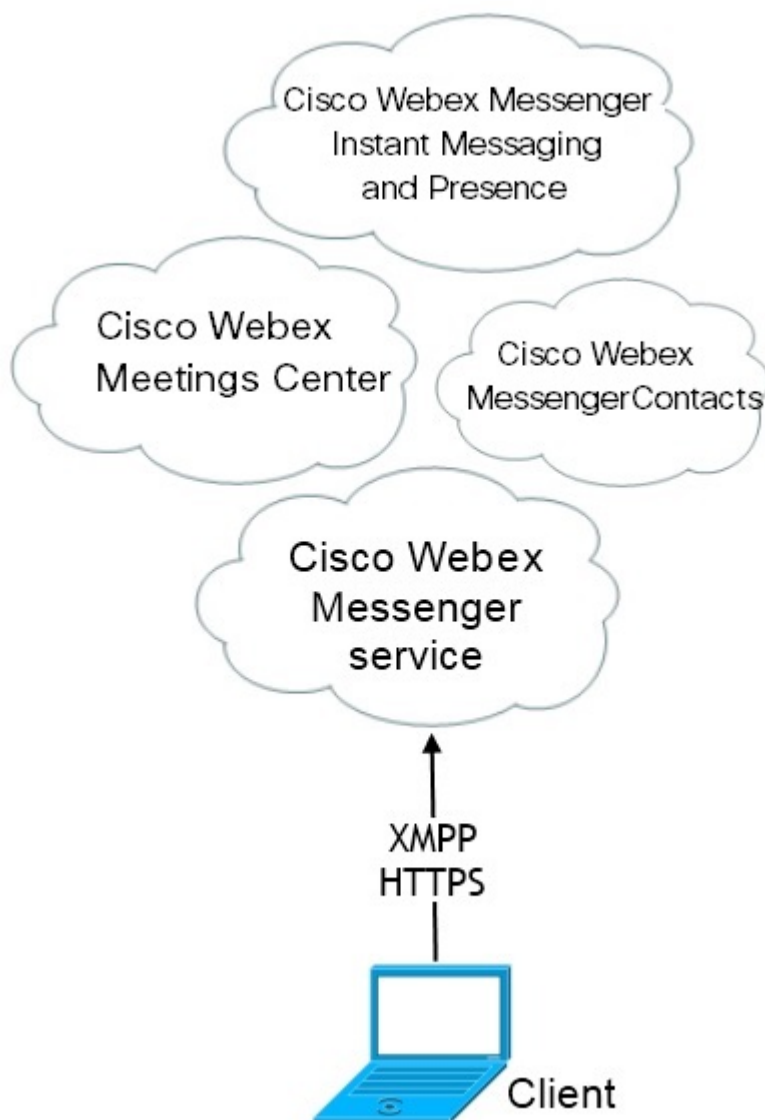 Cisco Webex Messenger
Instant Messaging
and Presence
Cisco Webex
Meetings Center
Cisco Webex
MessengerContacts
Cisco Webex
Messenger
service
XMPP
HTTPS
Client